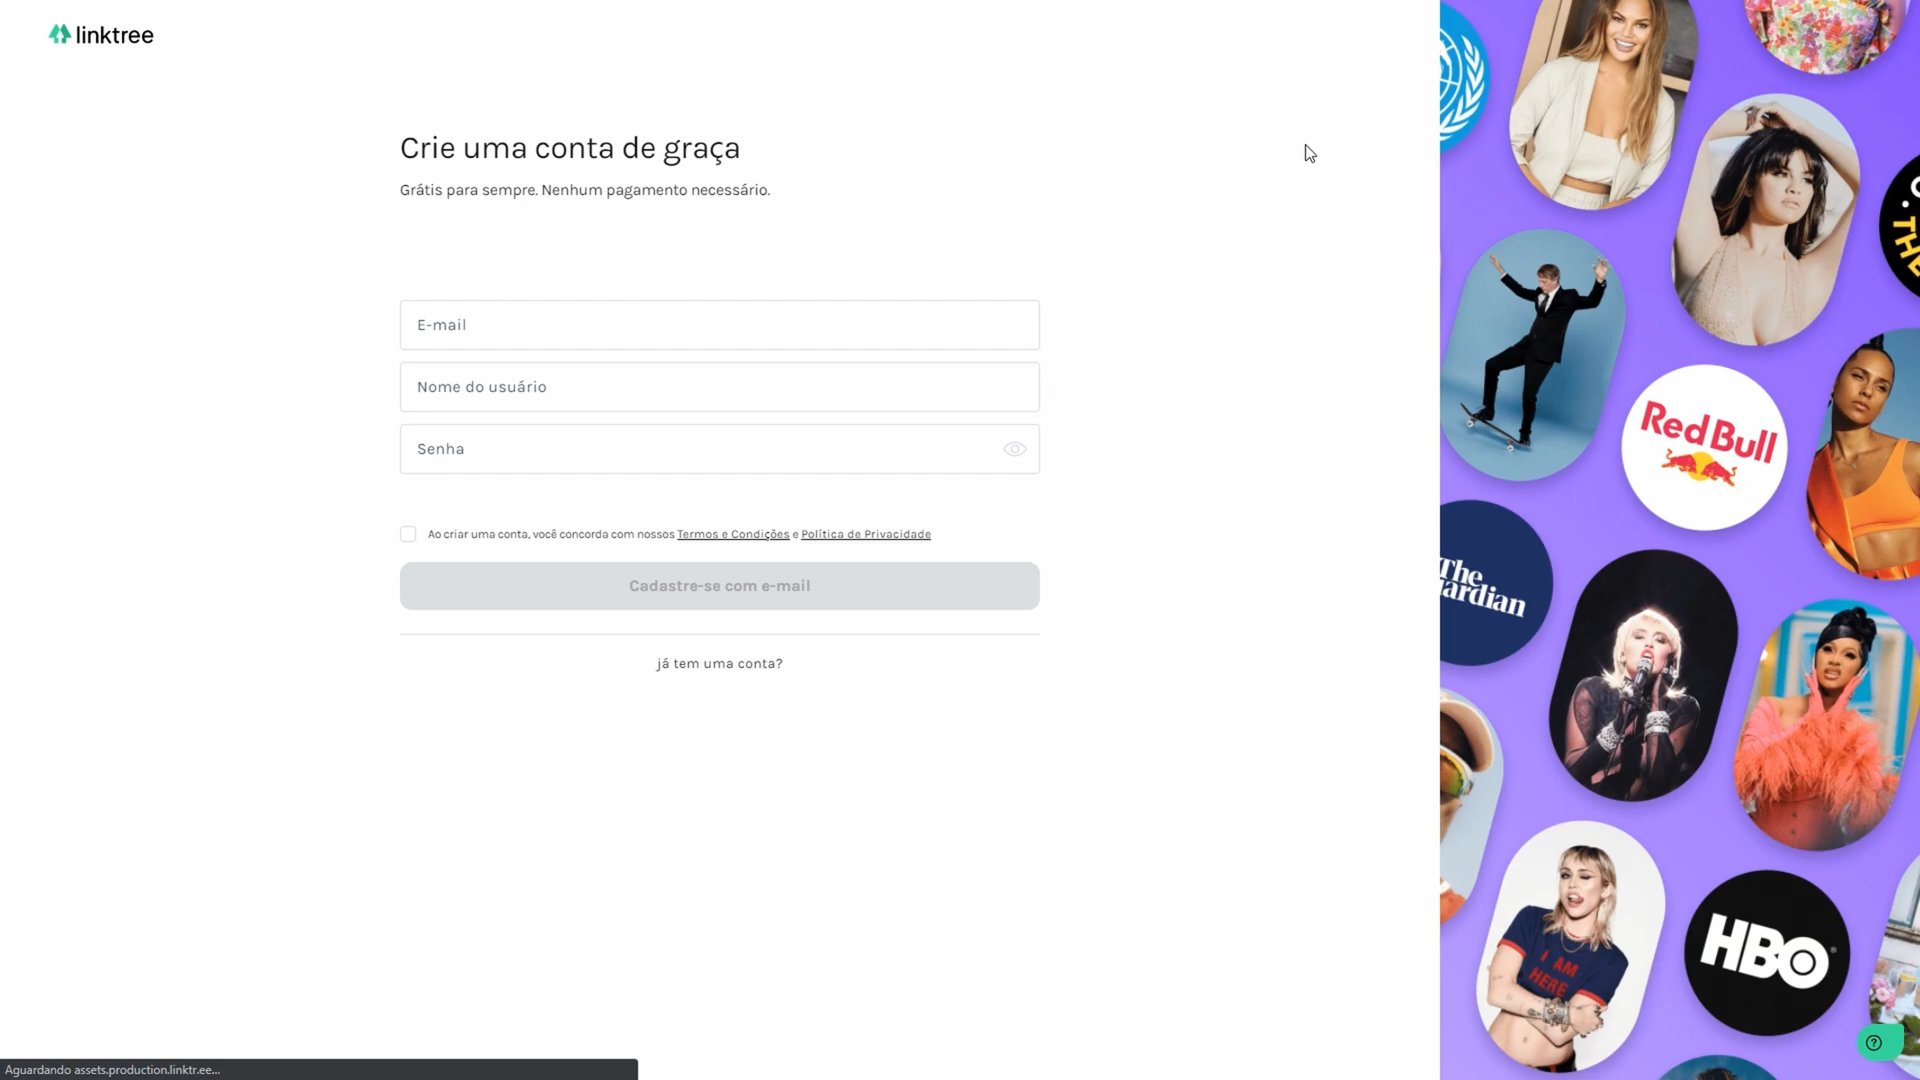 linktree
Crie uma conta de graça
Grátis para sempre. Nenhum pagamento necessário.
E-mail
Nome do usuário
Senha
Ao criar uma conta, você concorda com nossos Termos e Condições e Política de Privacidade
Cadastre-se com e-mail
já tem uma conta?
Red Bull
The
ardian
I AM
HERE
HBO
Aguardando assets.production.linktr.ee...